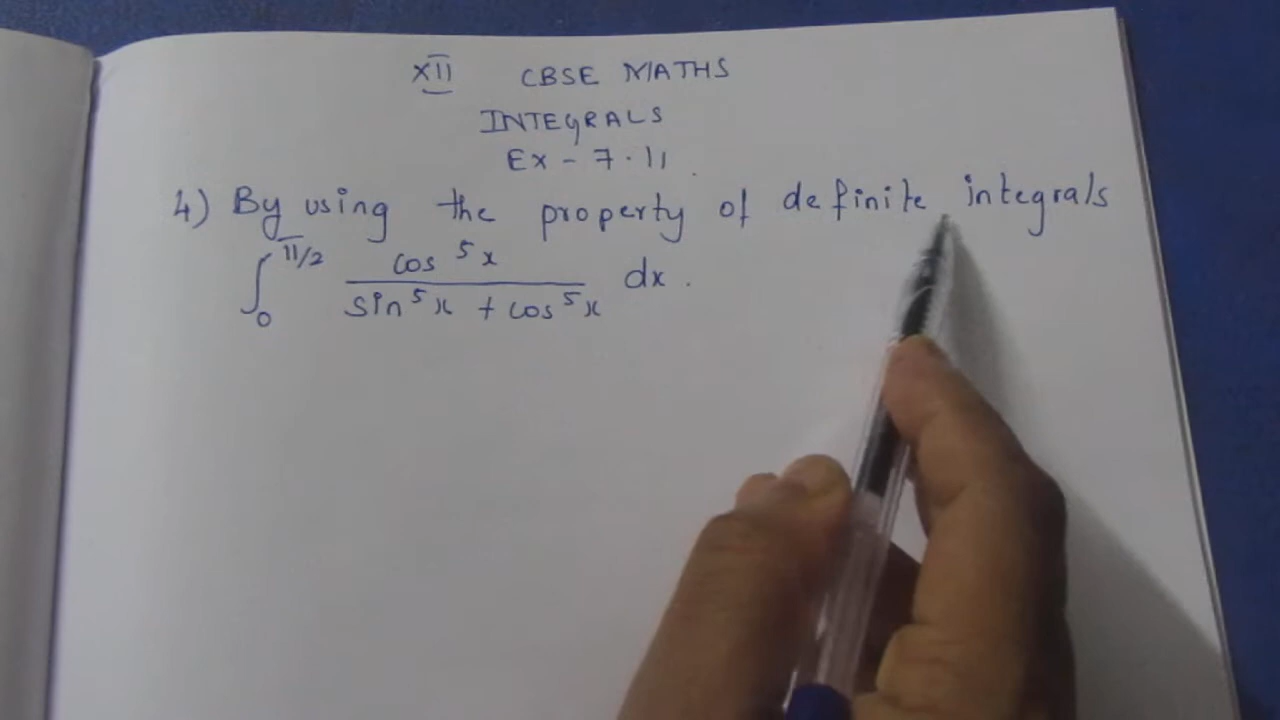 XII CBSE MATHS
INTEGRALS
Ex - 7.11.
4) By using the property of definite integrals
∫₀^π/2 cos⁵x / (sin⁵x + cos⁵x) dx.